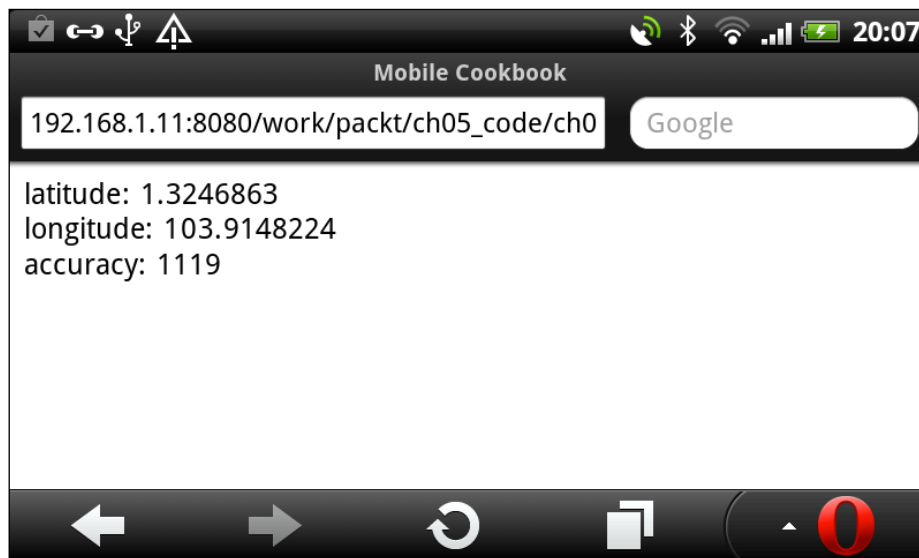 20:07
Mobile Cookbook
192.168.1.11:8080/work/packt/ch05_code/ch0
Google
latitude: 1.3246863
longitude: 103.9148224
accuracy: 1119